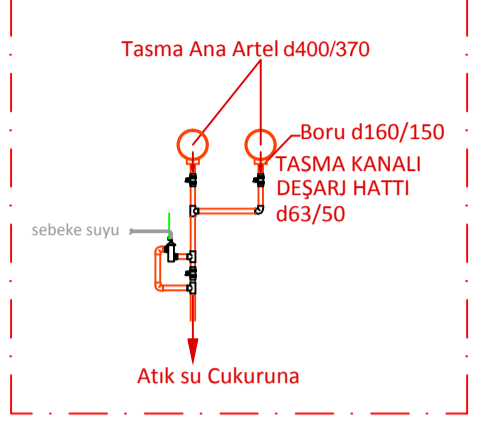 Tasma Ana Artel d400/370
Boru d160/150
TASMA KANALI
DEŞARJ HATTI
d63/50
sebeke suyu
Atık su Cukuruna